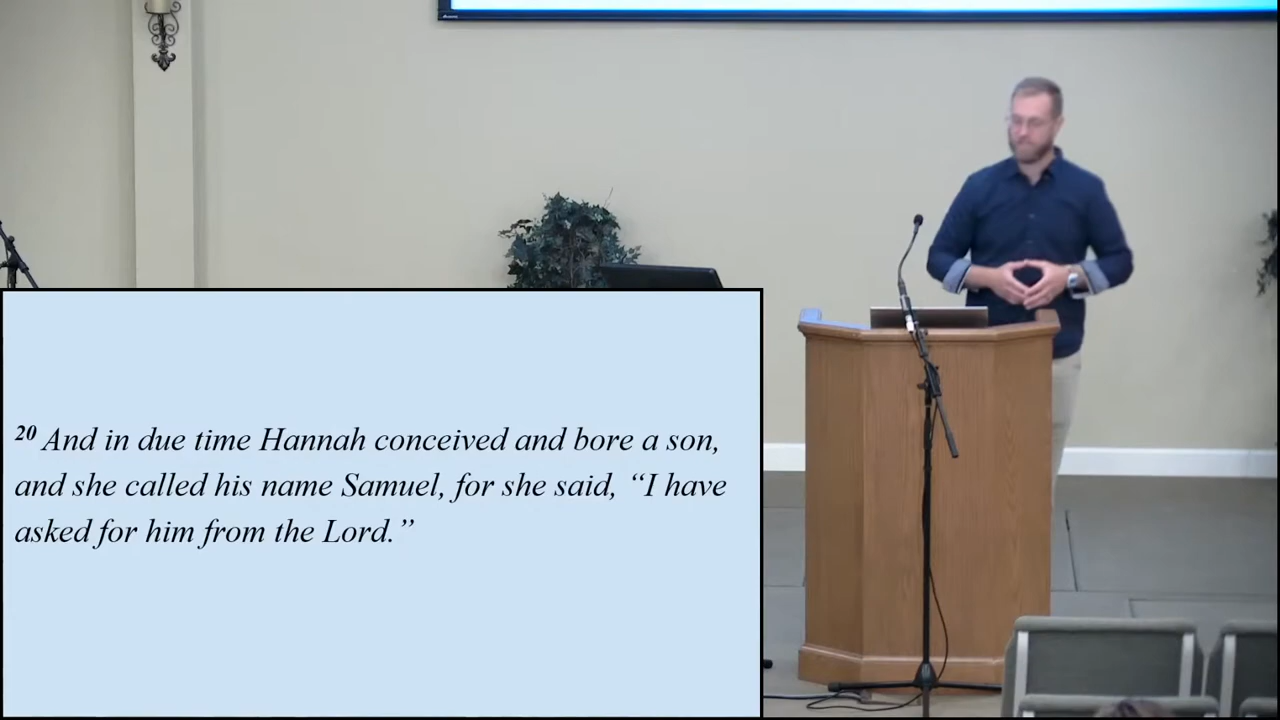 20 And in due time Hannah conceived and bore a son,
and she called his name Samuel, for she said, “I have
asked for him from the Lord.”